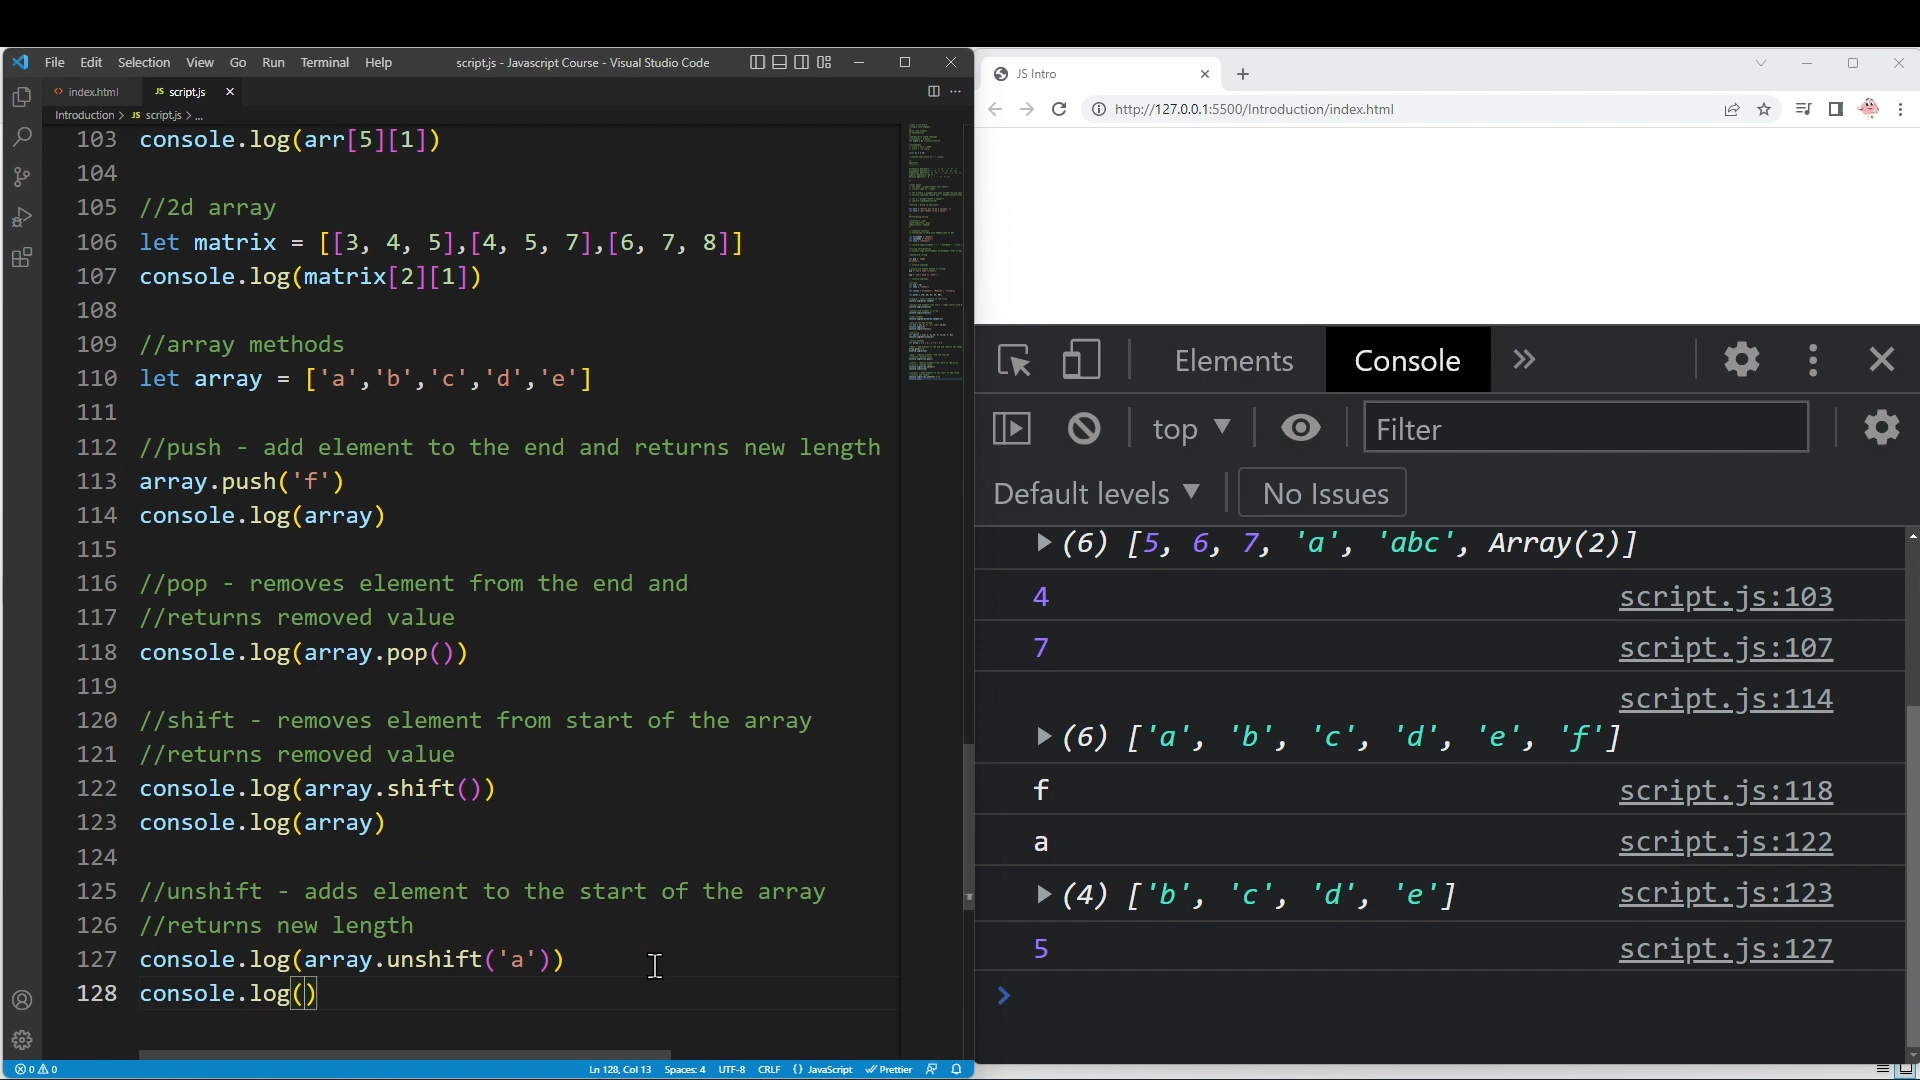 File Edit Selection View Go Run Terminal Help script.js - Javascript Course - Visual Studio Code
index.html JS script.js
Introduction > JS script.js > ...
103 console.log(arr[5][1])
104
105 //2d array
106 let matrix = [[3, 4, 5],[4, 5, 7],[6, 7, 8]]
107 console.log(matrix[2][1])
108
109 //array methods
110 let array = ['a','b','c','d','e']
111
112 //push - add element to the end and returns new length
113 array.push('f')
114 console.log(array)
115
116 //pop - removes element from the end and
117 //returns removed value
118 console.log(array.pop())
119
120 //shift - removes element from start of the array
121 //returns removed value
122 console.log(array.shift())
123 console.log(array)
124
125 //unshift - adds element to the start of the array
126 //returns new length
127 console.log(array.unshift('a'))
128 console.log()
0 0 Ln 128, Col 13 Spaces: 4 UTF-8 CRLF {} JavaScript Prettier
JS Intro
http://127.0.0.1:5500/Introduction/index.html
Elements Console
top Filter
Default levels No Issues
(6) [5, 6, 7, 'a', 'abc', Array(2)]
4 script.js:103
7 script.js:107
script.js:114
(6) ['a', 'b', 'c', 'd', 'e', 'f']
f script.js:118
a script.js:122
(4) ['b', 'c', 'd', 'e'] script.js:123
5 script.js:127